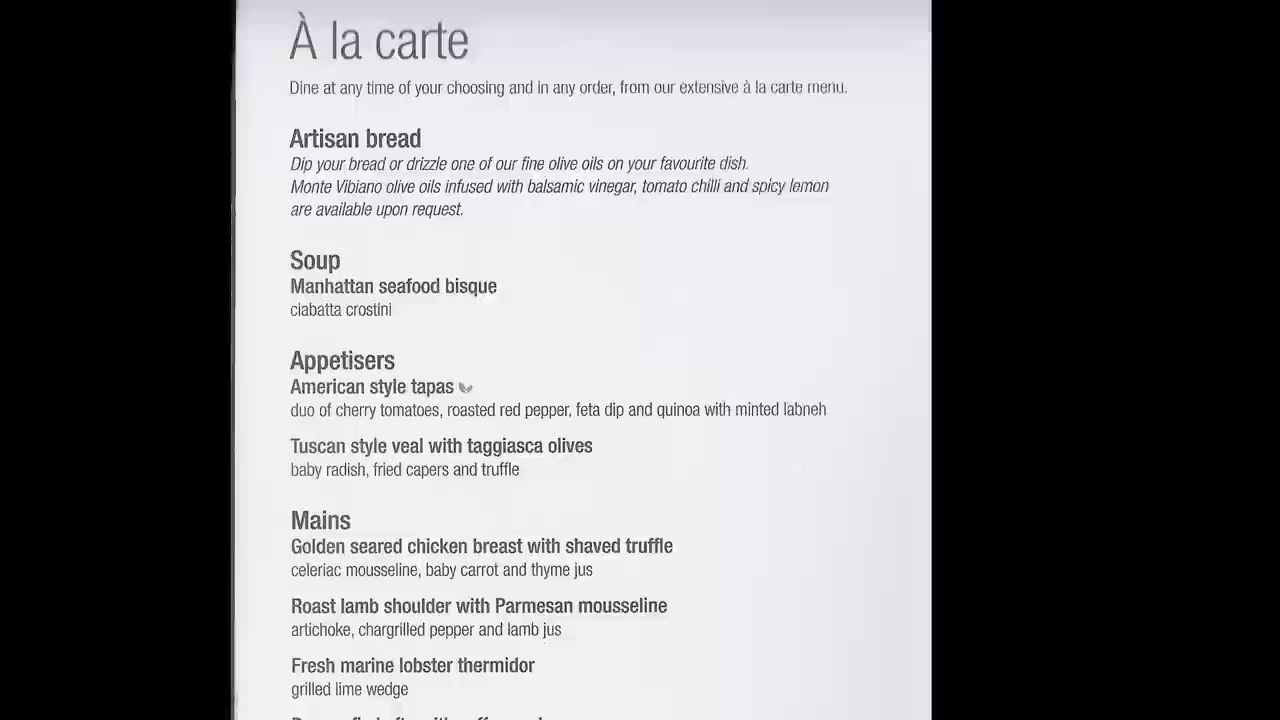 À la carte
Dine at any time of your choosing and in any order, from our extensive à la carte menu.
Artisan bread
Dip your bread or drizzle one of our fine olive oils on your favourite dish.
Monte Vibiano olive oils infused with balsamic vinegar, tomato chilli and spicy lemon
are available upon request.
Soup
Manhattan seafood bisque
ciabatta crostini
Appetisers
American style tapas
duo of cherry tomatoes, roasted red pepper, feta dip and quinoa with minted labneh
Tuscan style veal with taggiasca olives
baby radish, fried capers and truffle
Mains
Golden seared chicken breast with shaved truffle
celeriac mousseline, baby carrot and thyme jus
Roast lamb shoulder with Parmesan mousseline
artichoke, chargrilled pepper and lamb jus
Fresh marine lobster thermidor
grilled lime wedge